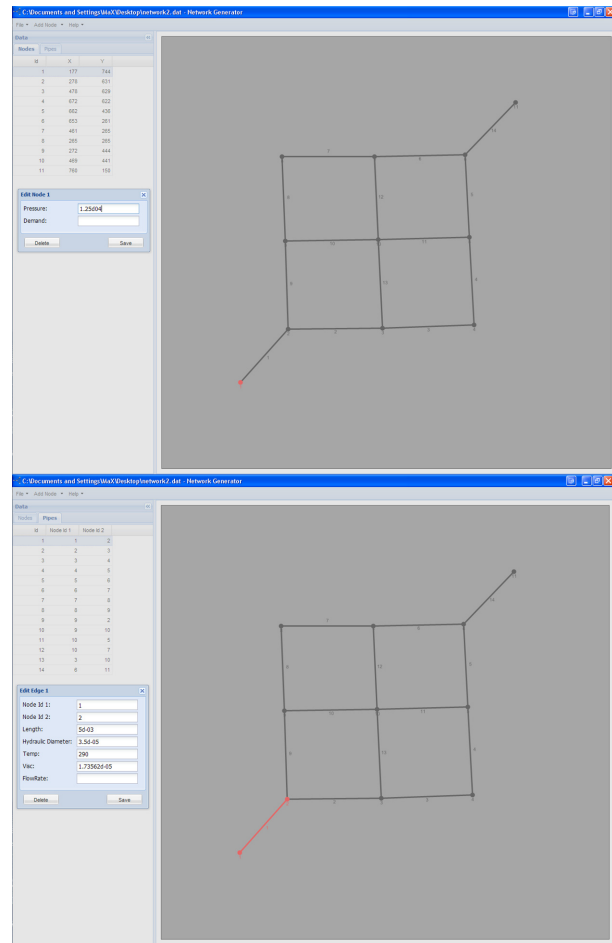 C:\Documents and Settings\MaX\Desktop\network2.dat - Network Generator
File Add Node Help
Data
Nodes Pipes
Id X Y
1 177 744
2 278 631
3 478 629
4 672 622
5 662 436
6 653 261
7 461 265
8 265 265
9 272 444
10 469 441
11 760 150
Edit Node 1
Pressure: 1.25d04
Demand:
Delete Save
C:\Documents and Settings\MaX\Desktop\network2.dat - Network Generator
File Add Node Help
Data
Nodes Pipes
Id Node Id 1 Node Id 2
1 1 2
2 2 3
3 3 4
4 4 5
5 5 6
6 6 7
7 7 8
8 8 9
9 9 2
10 9 10
11 10 5
12 10 7
13 3 10
14 6 11
Edit Edge 1
Node Id 1: 1
Node Id 2: 2
Length: 5d-03
Hydraulic Diameter: 3.5d-05
Temp: 290
Visc: 1.73562d-05
FlowRate:
Delete Save